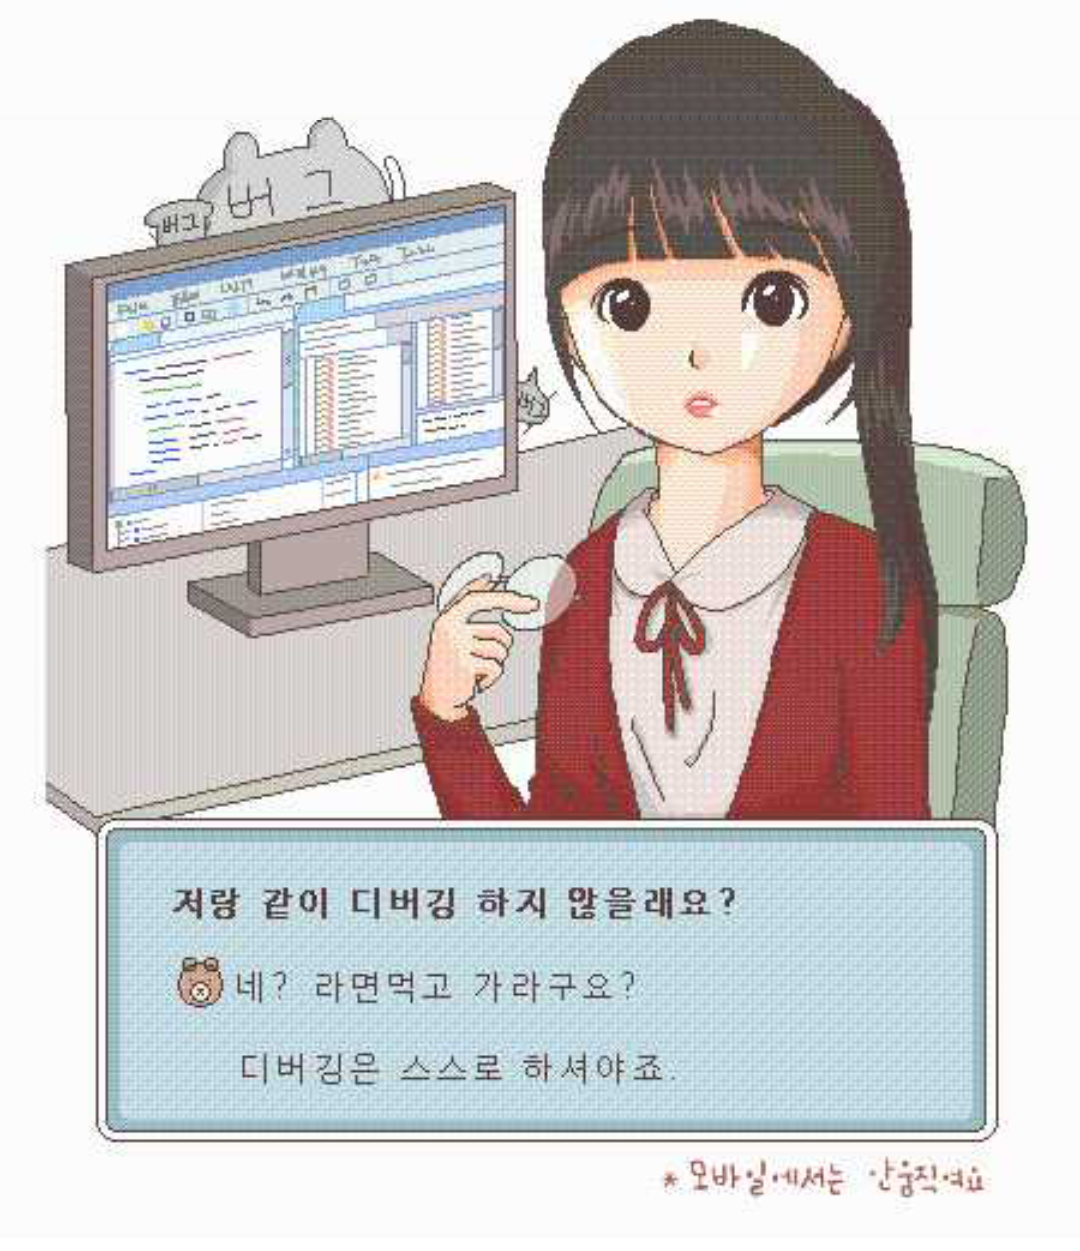 버그
버그
버그
저랑 같이 디버깅 하지 않을래요?
네? 라면먹고 가라구요?
디버깅은 스스로 하셔야죠.
* 모바일에서는 안움직여요